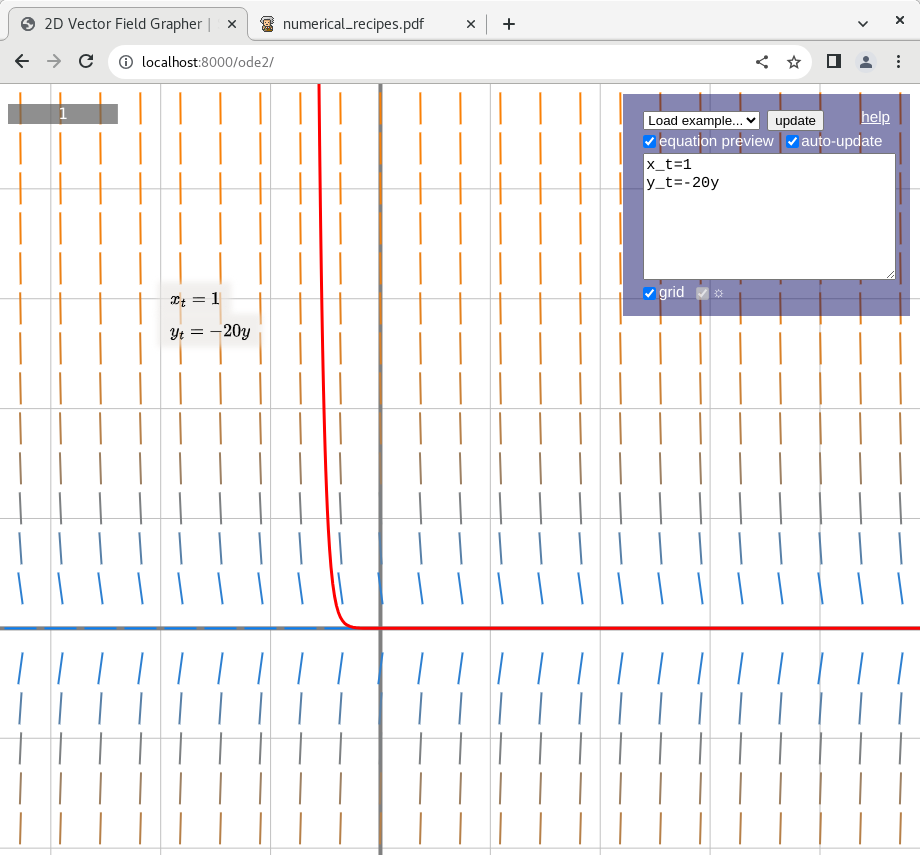 2D Vector Field Grapher |
numerical_recipes.pdf
localhost:8000/ode2/
1
Load example...
update
help
equation preview
auto-update
x_t=1
y_t=-20y
grid
☼
x_t = 1
y_t = −20y